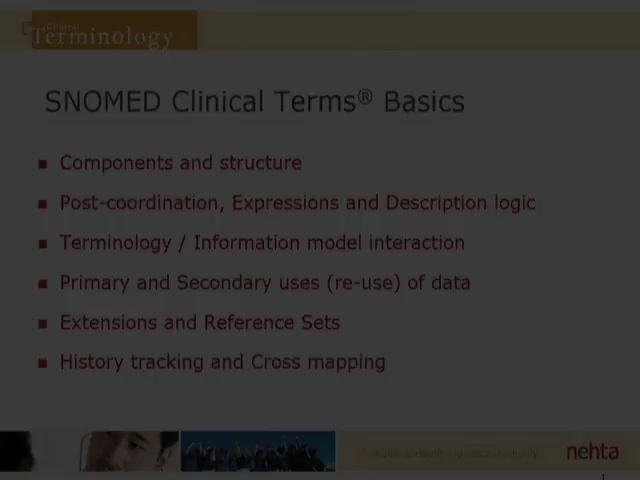 Clinical
Terminology
SNOMED Clinical Terms® Basics
Components and structure
Post-coordination, Expressions and Description logic
Terminology / Information model interaction
Primary and Secondary uses (re-use) of data
Extensions and Reference Sets
History tracking and Cross mapping
nehta